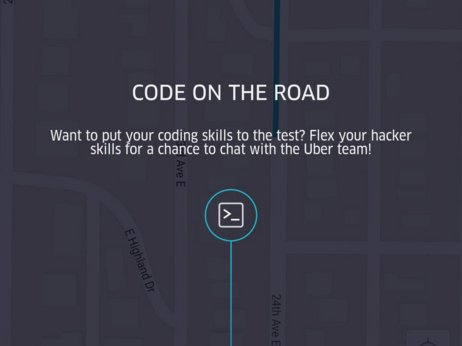 CODE ON THE ROAD
Want to put your coding skills to the test? Flex your hacker
skills for a chance to chat with the Uber team!
Ave E
>_
E Highland Dr
24th Ave E